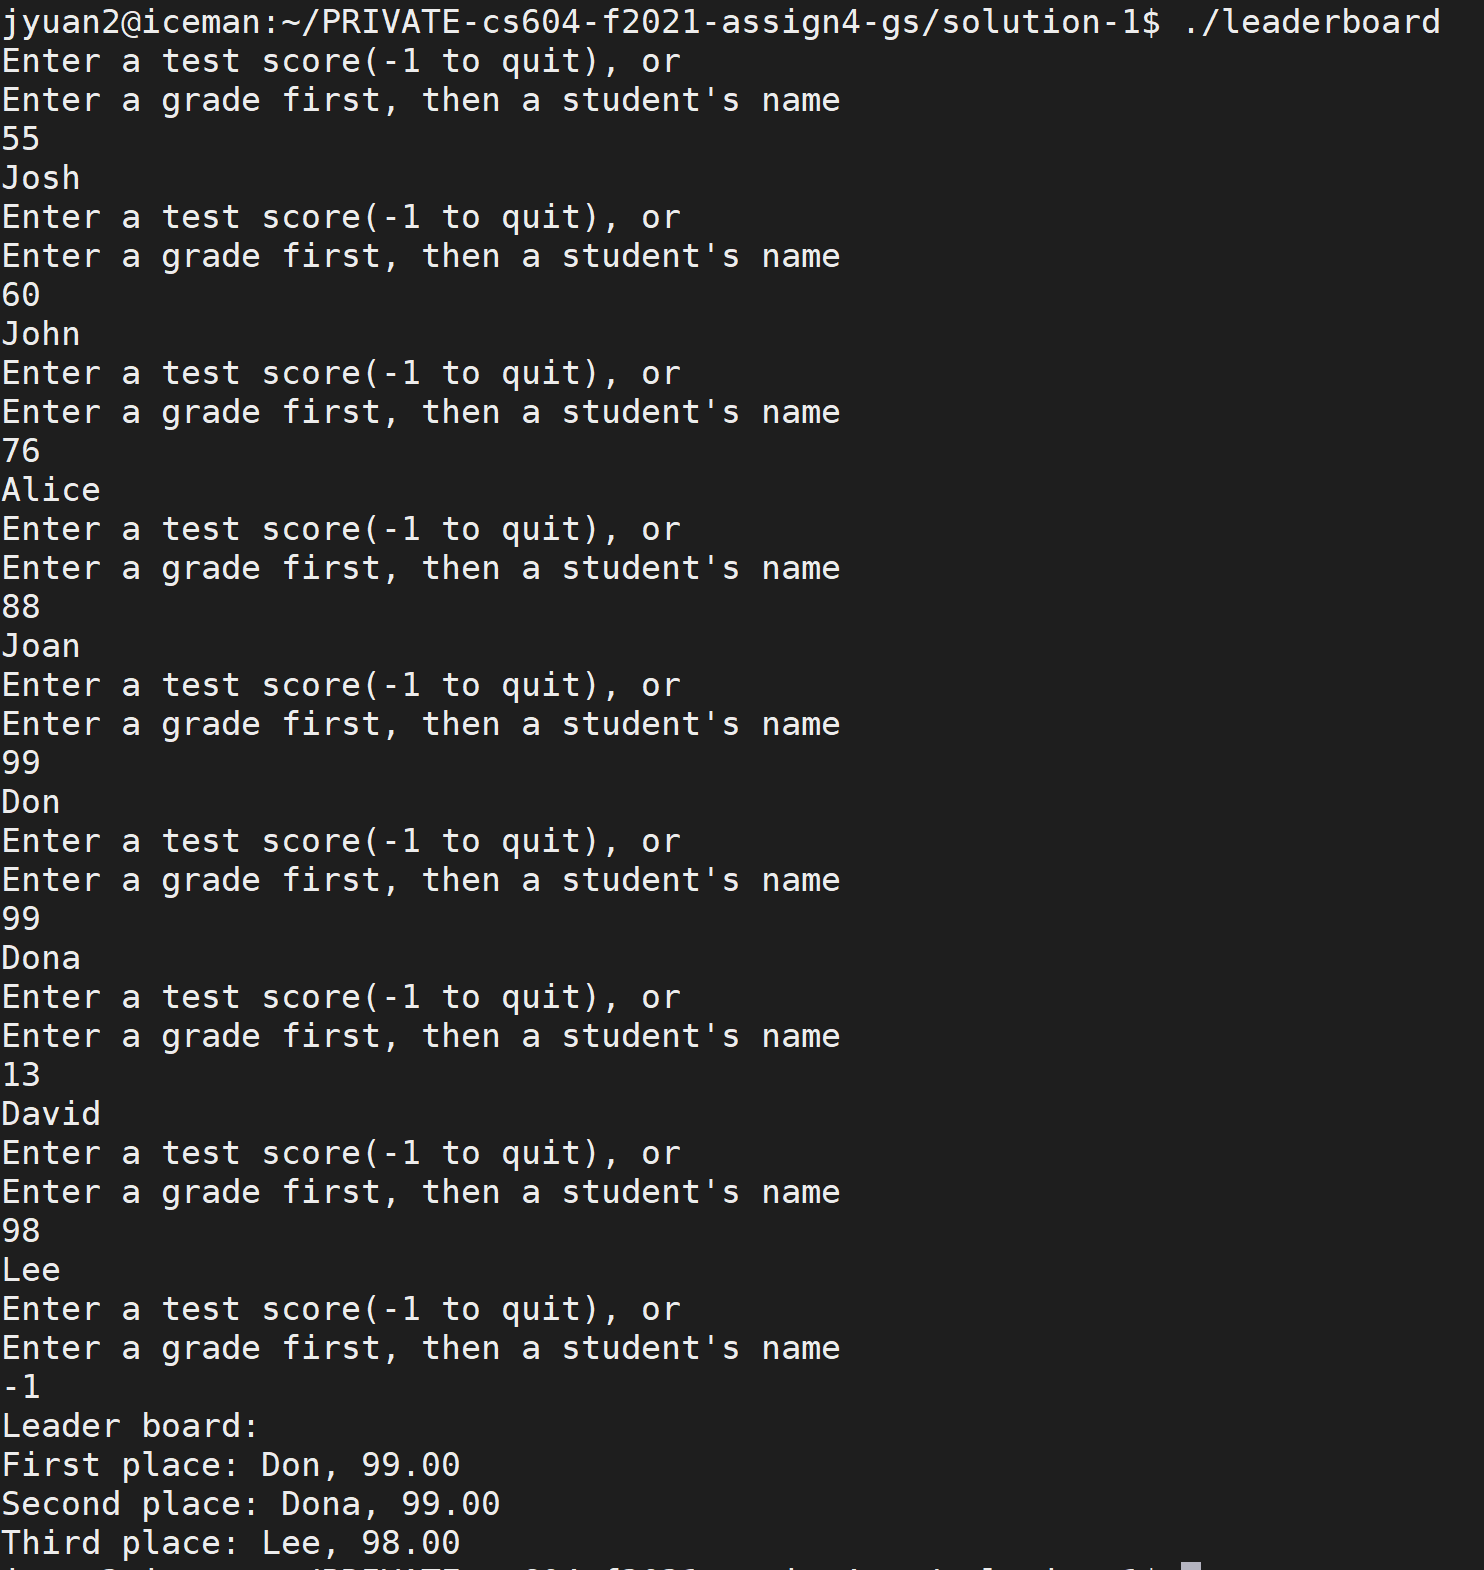 jyuan2@iceman:~/PRIVATE-cs604-f2021-assign4-gs/solution-1$ ./leaderboard
Enter a test score(-1 to quit), or
Enter a grade first, then a student's name
55
Josh
Enter a test score(-1 to quit), or
Enter a grade first, then a student's name
60
John
Enter a test score(-1 to quit), or
Enter a grade first, then a student's name
76
Alice
Enter a test score(-1 to quit), or
Enter a grade first, then a student's name
88
Joan
Enter a test score(-1 to quit), or
Enter a grade first, then a student's name
99
Don
Enter a test score(-1 to quit), or
Enter a grade first, then a student's name
99
Dona
Enter a test score(-1 to quit), or
Enter a grade first, then a student's name
13
David
Enter a test score(-1 to quit), or
Enter a grade first, then a student's name
98
Lee
Enter a test score(-1 to quit), or
Enter a grade first, then a student's name
-1
Leader board:
First place: Don, 99.00
Second place: Dona, 99.00
Third place: Lee, 98.00